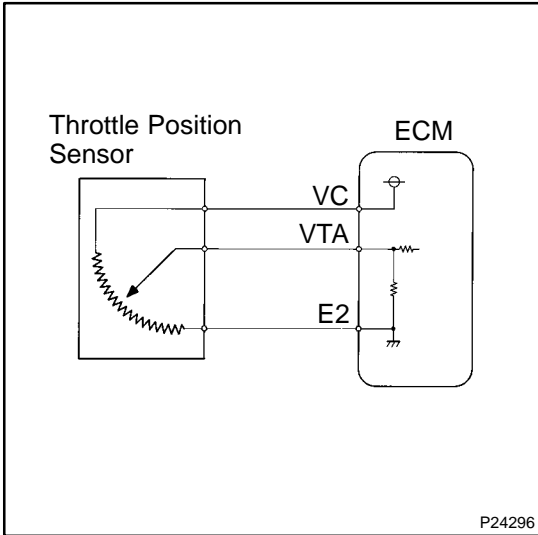 Throttle Position
Sensor
ECM
VC
VTA
E2
P24296